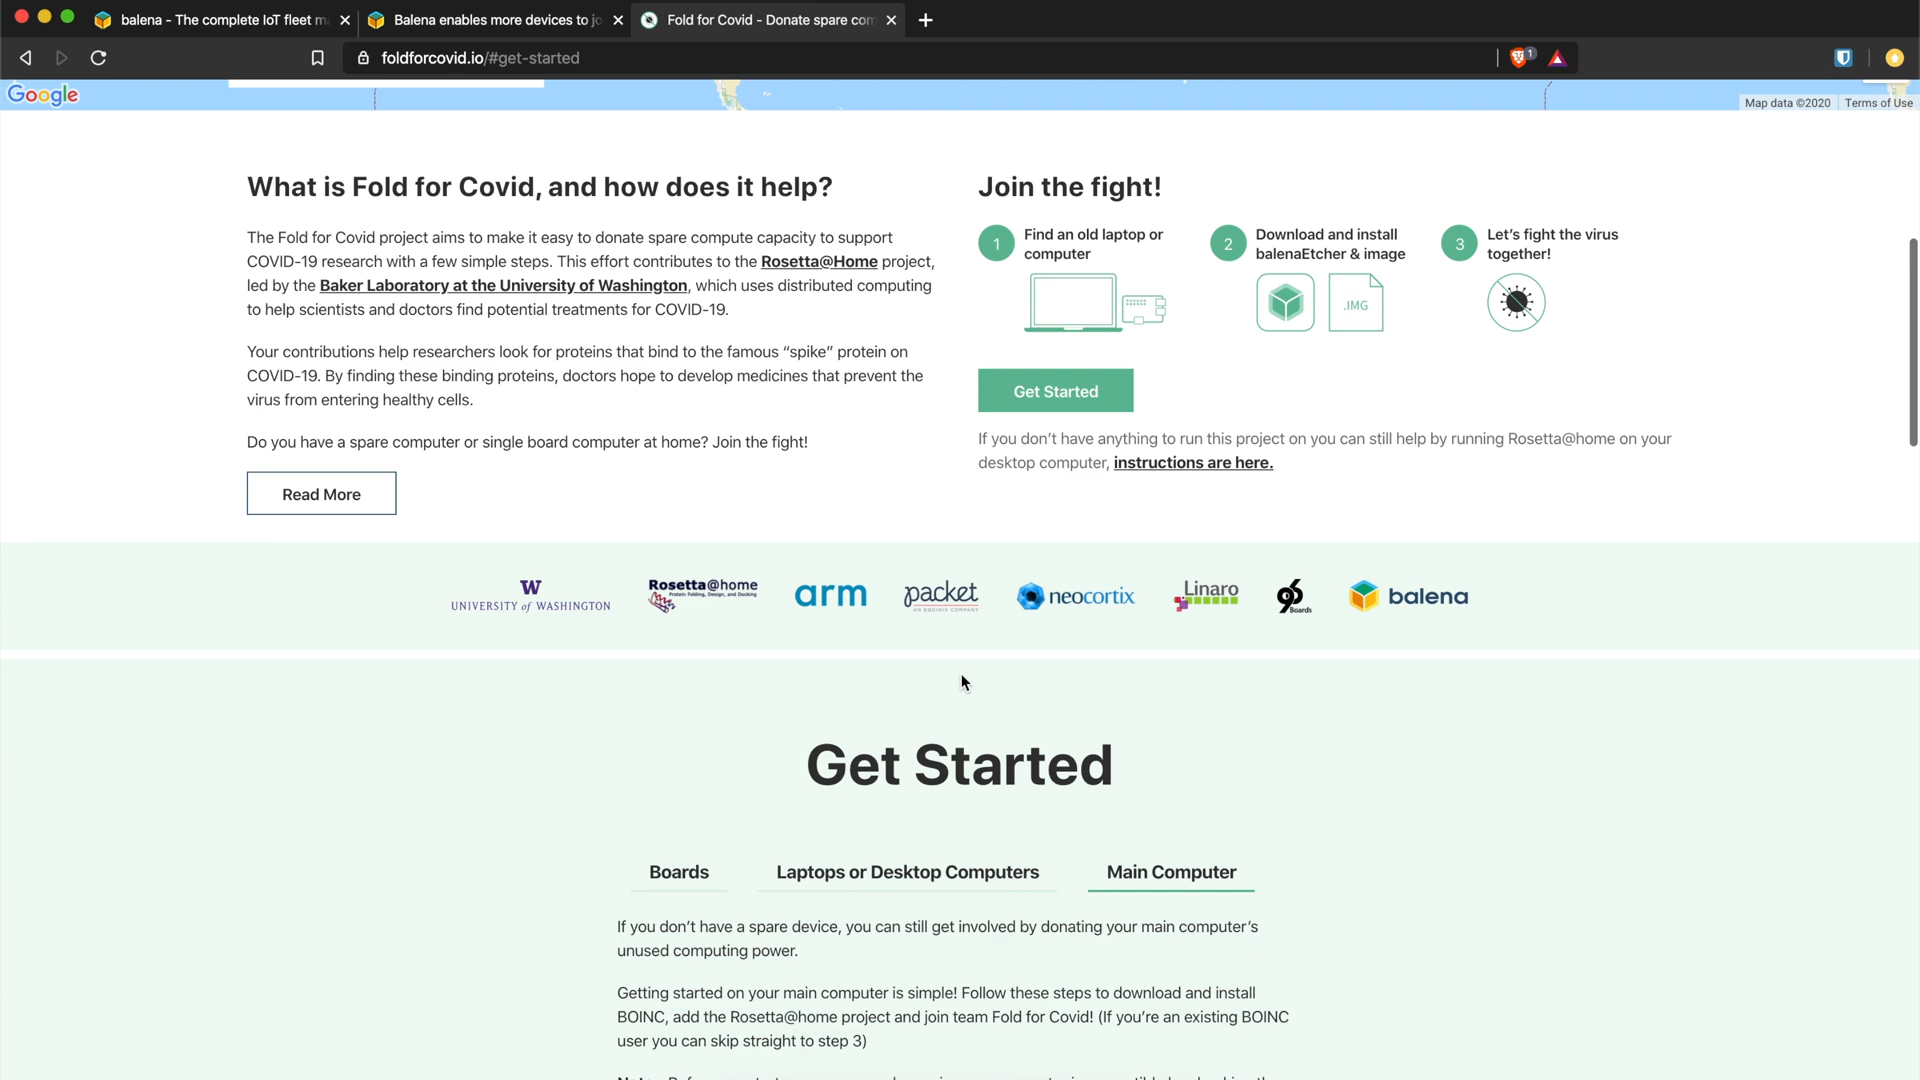 balena - The complete IoT fleet m
Balena enables more devices to jo
Fold for Covid - Donate spare com
foldforcovid.io/#get-started
1
Google
Map data ©2020
Terms of Use
What is Fold for Covid, and how does it help?
The Fold for Covid project aims to make it easy to donate spare compute capacity to support
COVID-19 research with a few simple steps. This effort contributes to the Rosetta@Home project,
led by the Baker Laboratory at the University of Washington, which uses distributed computing
to help scientists and doctors find potential treatments for COVID-19.
Your contributions help researchers look for proteins that bind to the famous “spike” protein on
COVID-19. By finding these binding proteins, doctors hope to develop medicines that prevent the
virus from entering healthy cells.
Do you have a spare computer or single board computer at home? Join the fight!
Read More
Join the fight!
1
Find an old laptop or
computer
2
Download and install
balenaEtcher & image
.IMG
3
Let’s fight the virus
together!
Get Started
If you don’t have anything to run this project on you can still help by running Rosetta@home on your
desktop computer, instructions are here.
W
UNIVERSITY of WASHINGTON
Rosetta@home
Protein Folding, Design, and Docking
arm
packet
AN EQUINIX COMPANY
neocortix
Linaro
96
Boards
balena
Get Started
Boards
Laptops or Desktop Computers
Main Computer
If you don’t have a spare device, you can still get involved by donating your main computer’s
unused computing power.
Getting started on your main computer is simple! Follow these steps to download and install
BOINC, add the Rosetta@home project and join team Fold for Covid! (If you’re an existing BOINC
user you can skip straight to step 3)